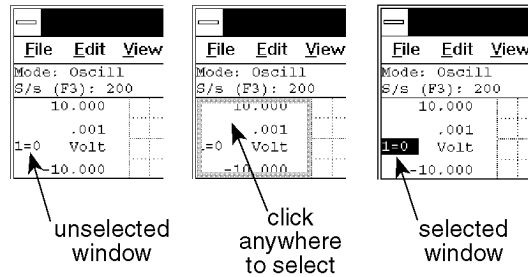 File Edit View
Mode: Oscill
S/s (F3): 200
10.000
.001
1=0 Volt
-10.000
unselected
window
File Edit View
Mode: Oscill
S/s (F3): 200
10.000
.001
.=0 Volt
-10.000
click
anywhere
to select
File Edit View
Mode: Oscill
S/s (F3): 200
10.000
.001
1=0 Volt
-10.000
selected
window